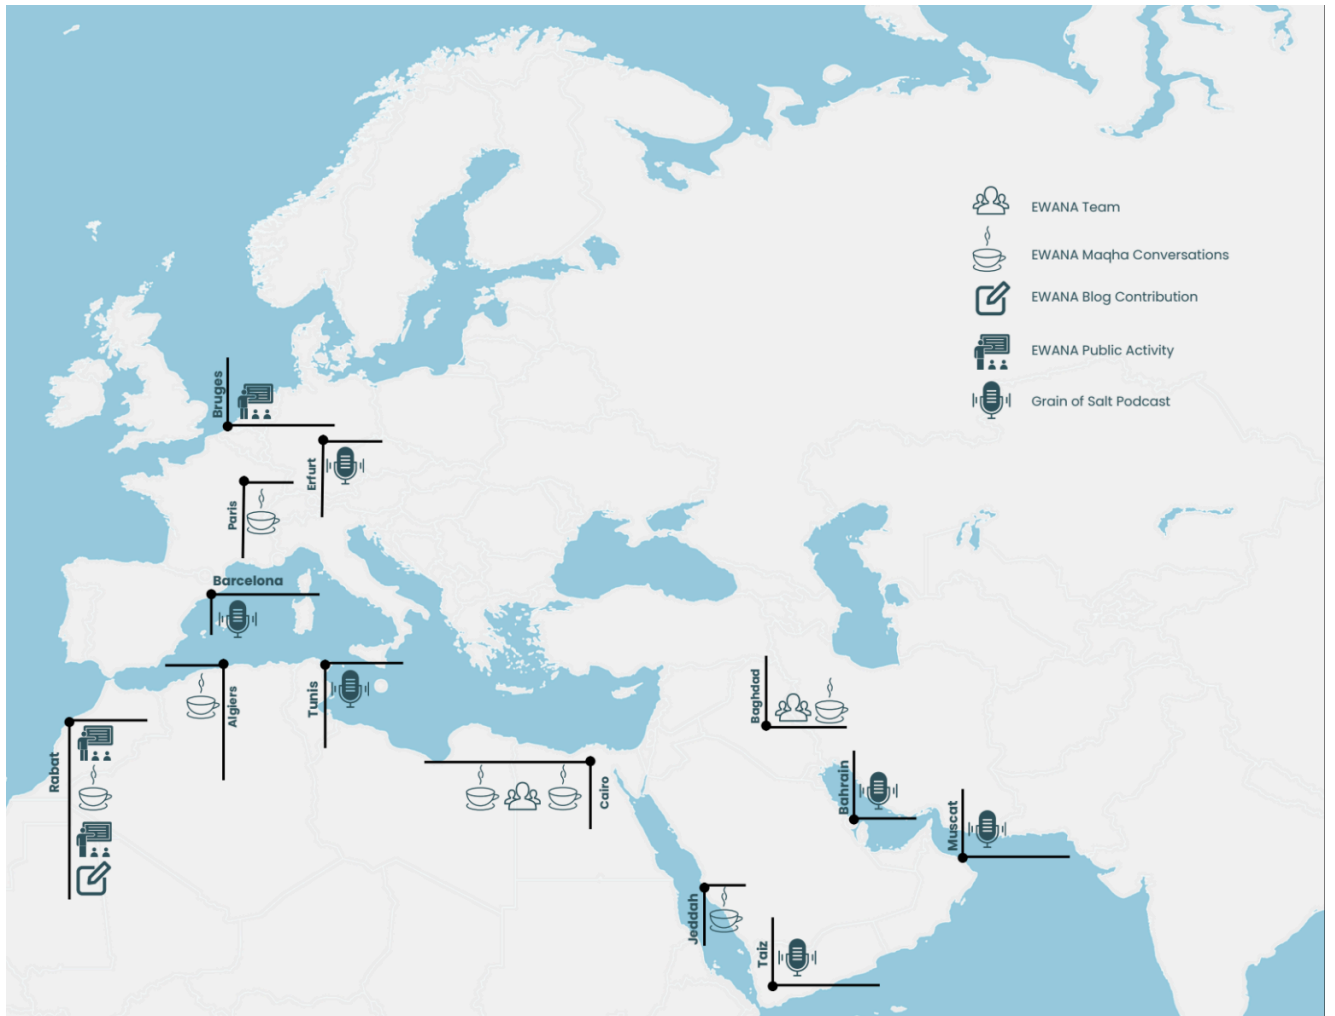 EWANA Team
EWANA Maqha Conversations
EWANA Blog Contribution
EWANA Public Activity
Grain of Salt Podcast
Bruges
Erfurt
Paris
Barcelona
Algiers
Tunis
Rabat
Cairo
Baghdad
Bahrain
Muscat
Jeddah
Taiz